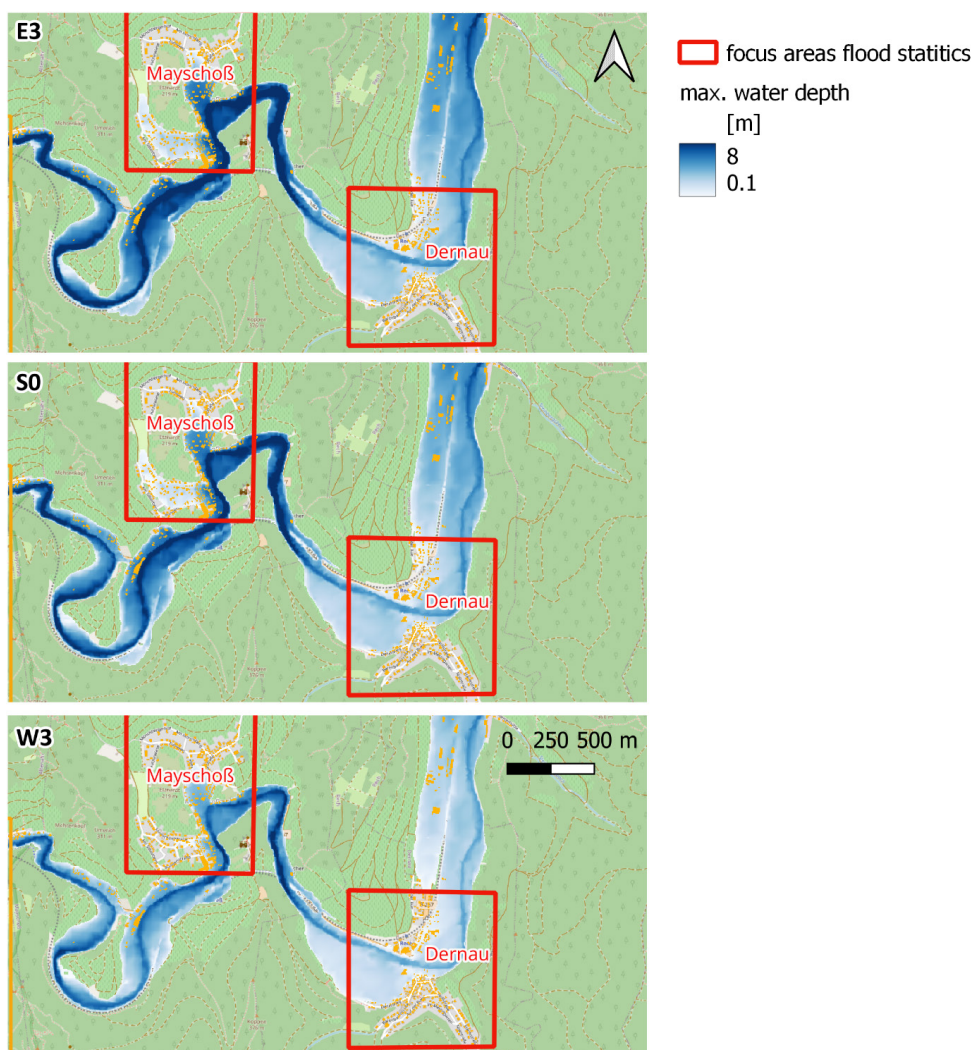 E3
Mayschoß
Dernau
S0
Mayschoß
Dernau
W3
Mayschoß
Dernau
0 250 500 m
focus areas flood statitics
max. water depth
[m]
8
0.1